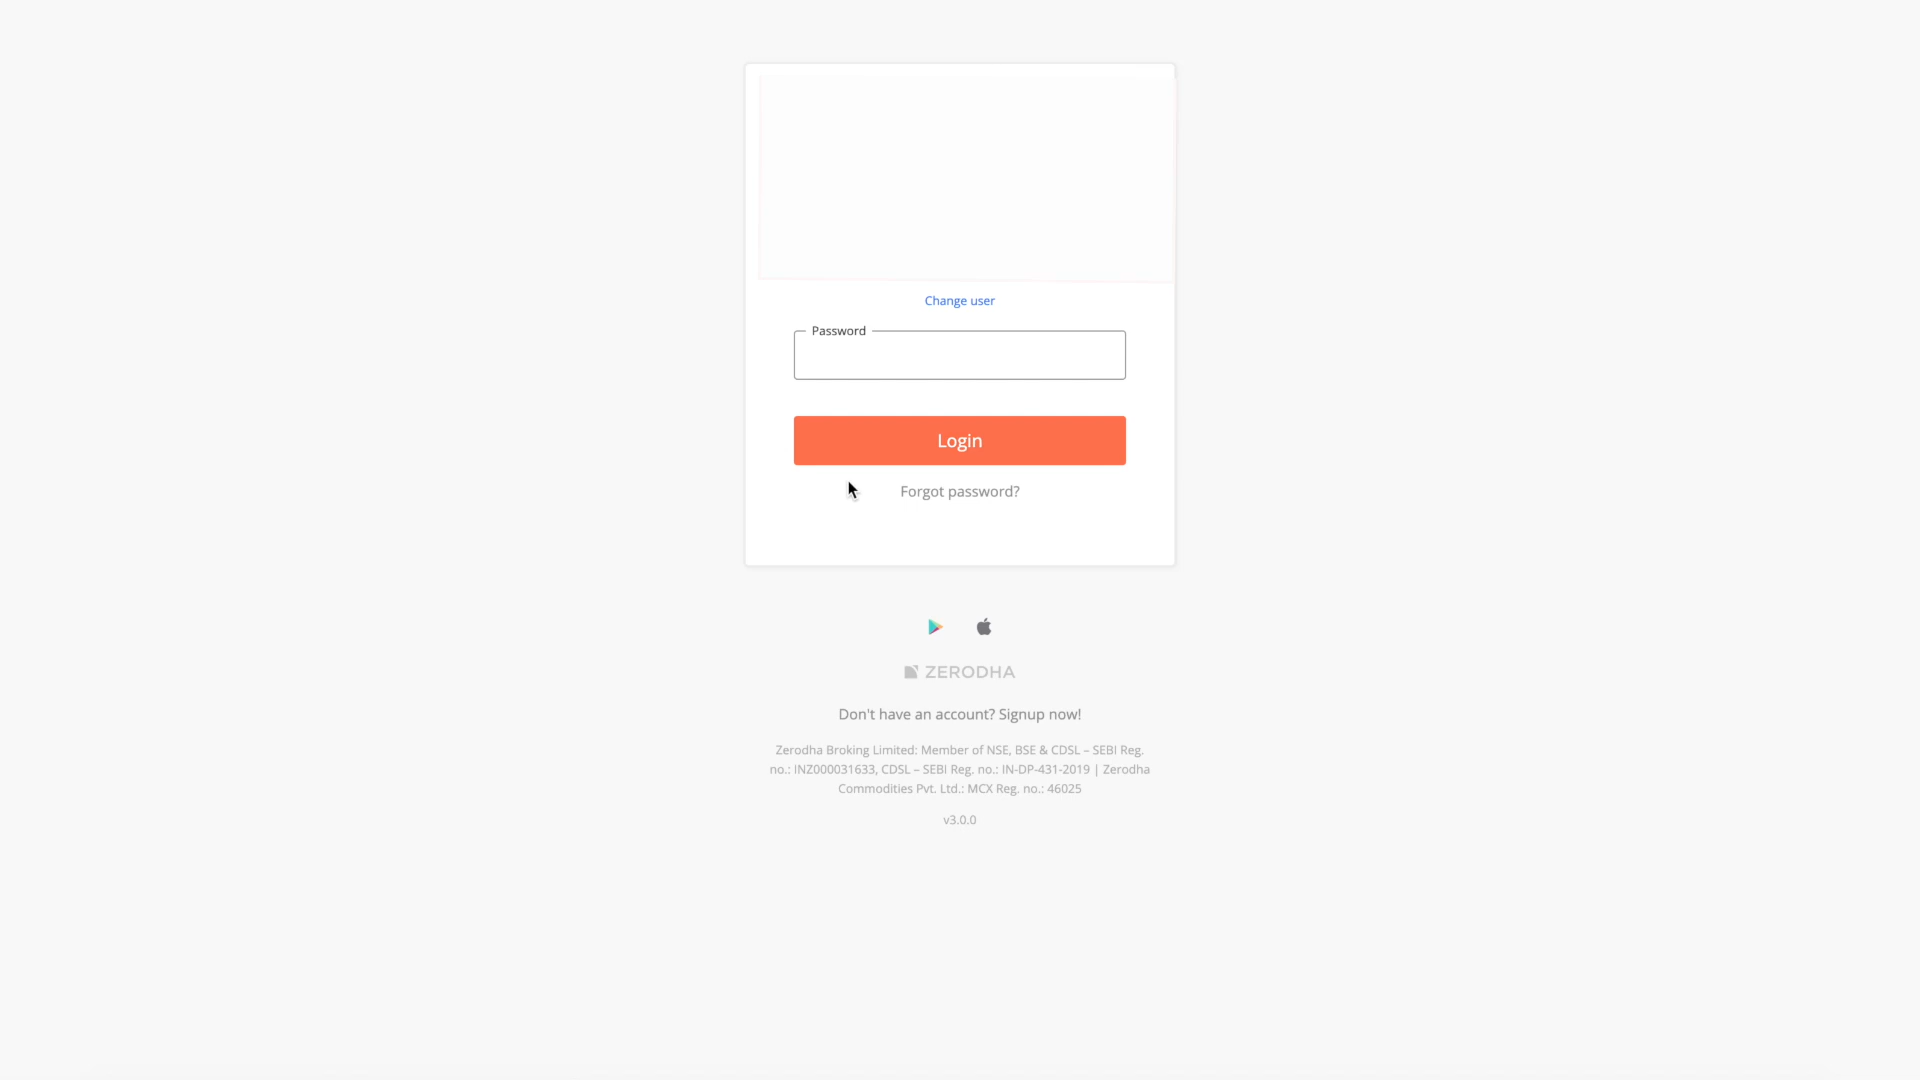 Change user
Password
Login
Forgot password?
ZERODHA
Don't have an account? Signup now!
Zerodha Broking Limited: Member of NSE, BSE & CDSL – SEBI Reg.
no.: INZ000031633, CDSL – SEBI Reg. no.: IN-DP-431-2019 | Zerodha
Commodities Pvt. Ltd.: MCX Reg. no.: 46025
v3.0.0